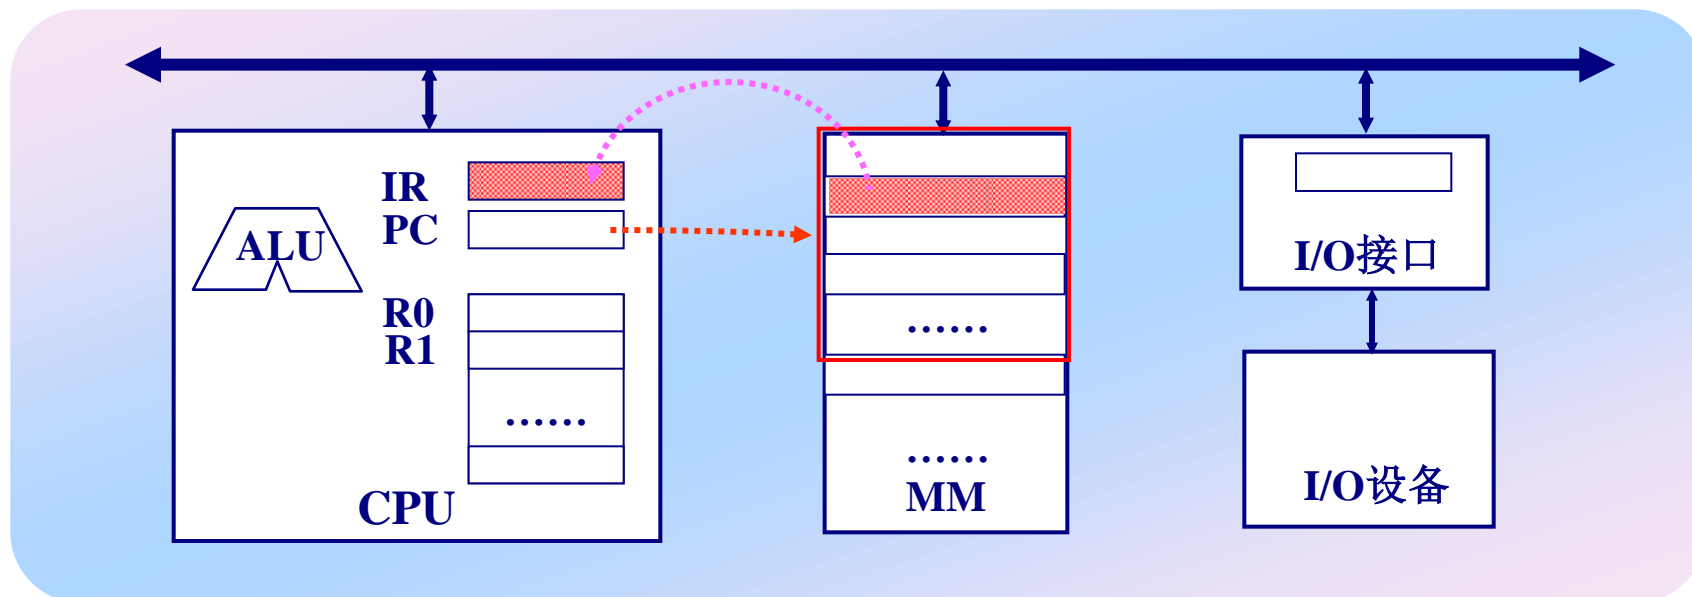 IR
PC
ALU
R0
R1
……
CPU
……
……
MM
I/O接口
I/O设备